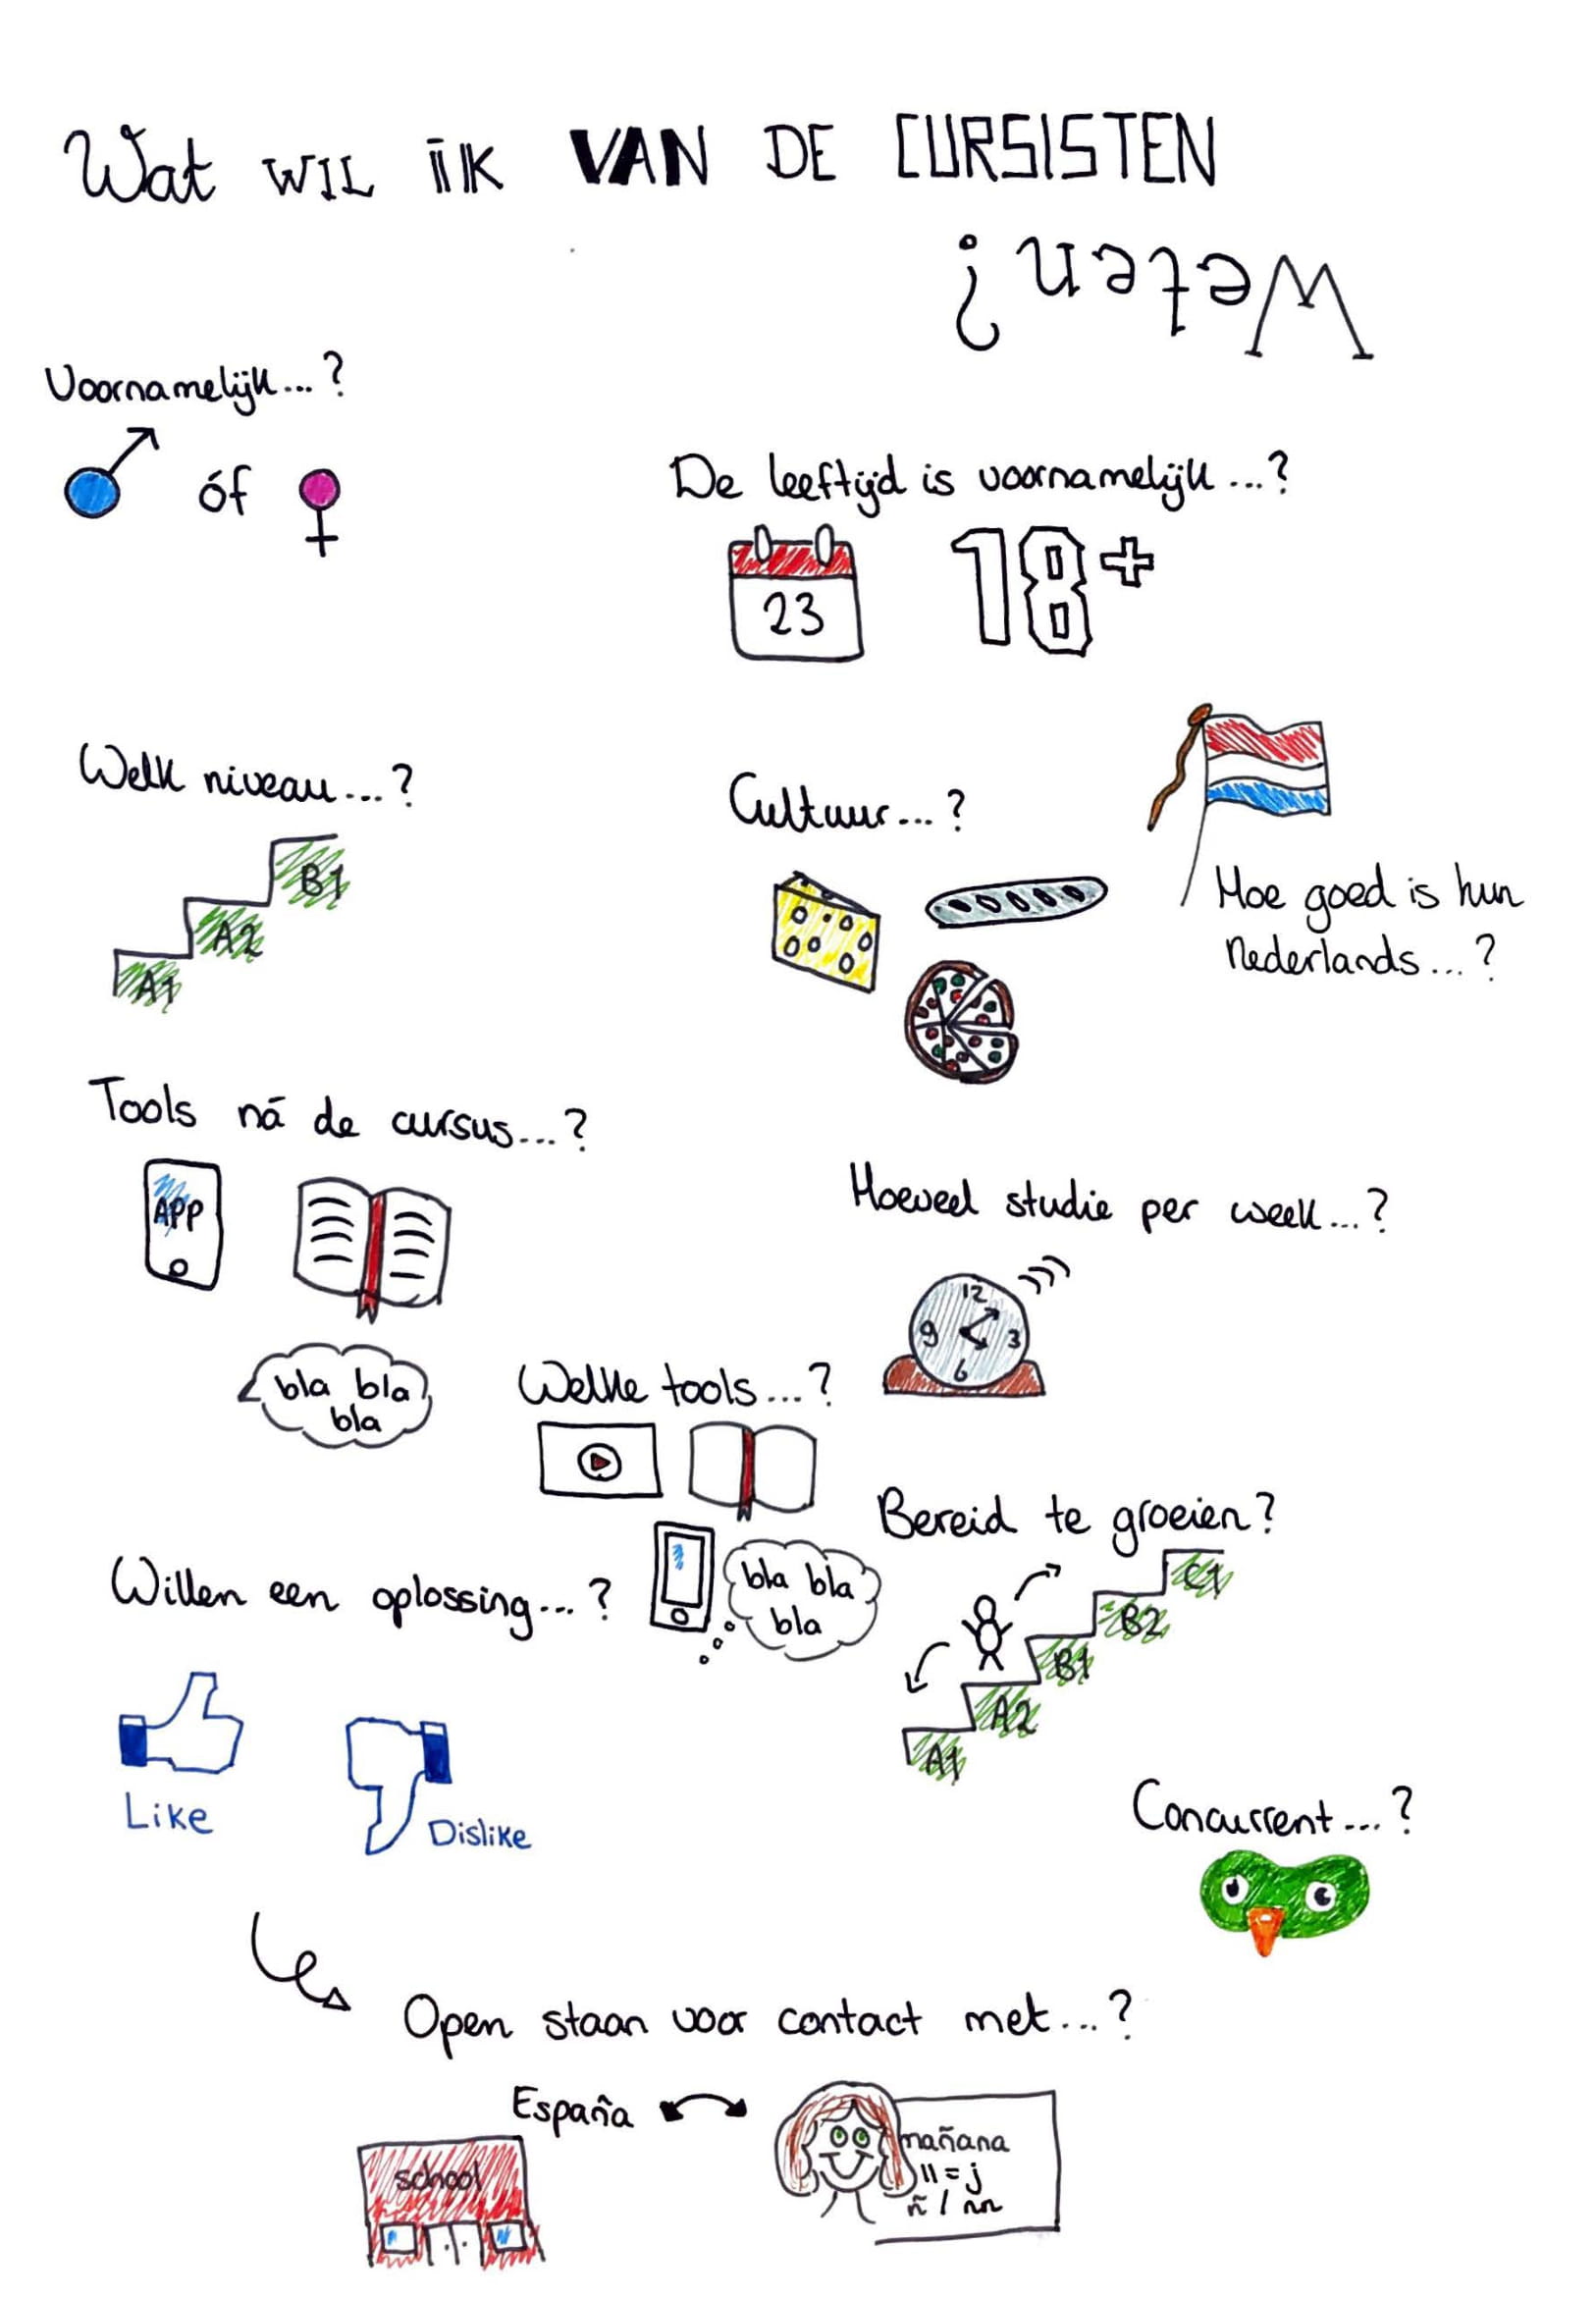 Wat WIL IK VAN DE CURSISTEN
Weten?
Voornamelijk...?
óf
De leeftijd is voornamelijk...?
23
18+
Welk niveau...?
B1
A2
A1
Cultuur...?
Hoe goed is hun
nederlands...?
Tools ná de cursus...?
APP
bla bla
bla
Hoeveel studie per week...?
12
9
3
6
Welke tools...?
bla bla
bla
Willen een oplossing...?
Like
Dislike
Bereid te groeien?
C1
B2
B1
A2
A1
Concurrent...?
Open staan voor contact met...?
España
school
mañana
ll = j
ñ / nn